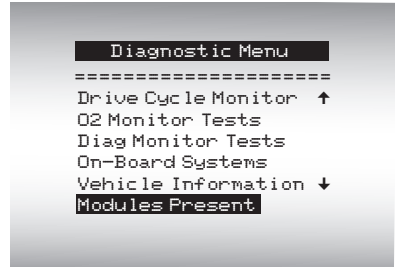 Diagnostic Menu
=====================
Drive Cycle Monitor ↑
O2 Monitor Tests
Diag Monitor Tests
On-Board Systems
Vehicle Information ↓
Modules Present